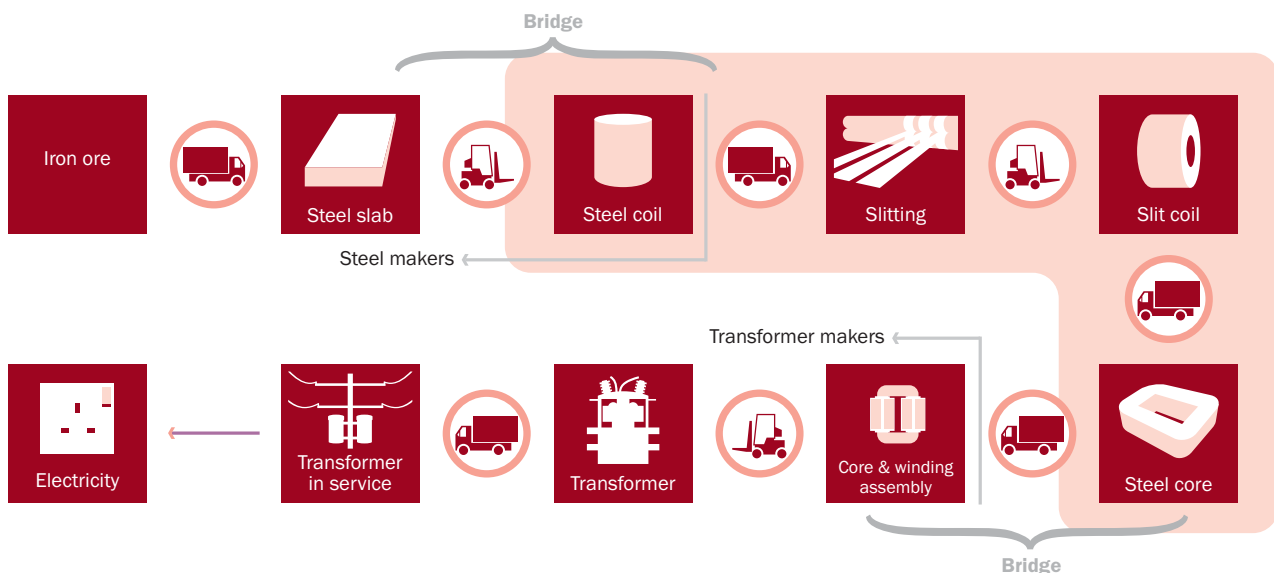 Bridge
Iron ore
Steel slab
Steel coil
Slitting
Slit coil
Steel makers
Transformer makers
Electricity
Transformer
in service
Transformer
Core & winding
assembly
Steel core
Bridge